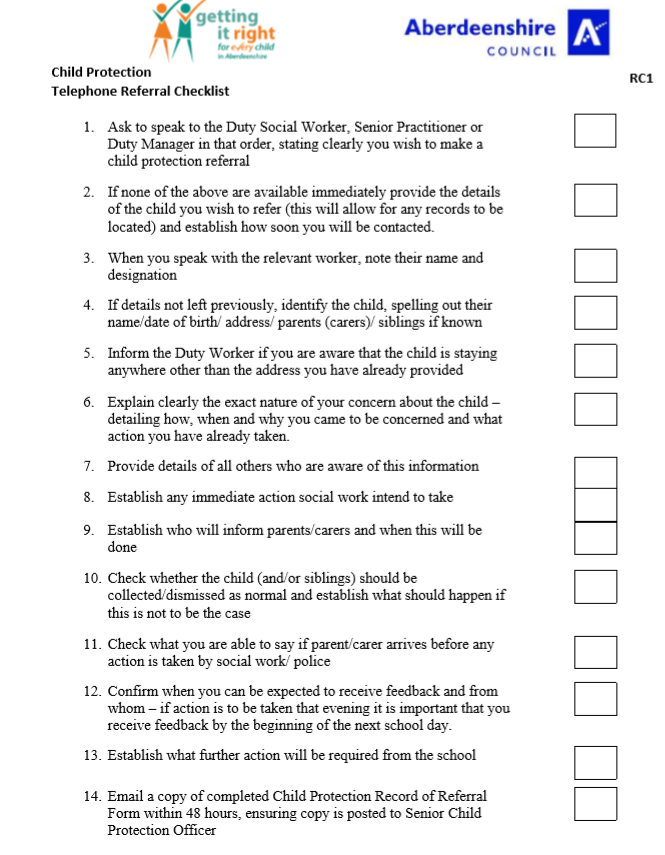 getting
it right
for every child
in Aberdeenshire
Aberdeenshire
COUNCIL
Child Protection
RC1
Telephone Referral Checklist
1. Ask to speak to the Duty Social Worker, Senior Practitioner or
Duty Manager in that order, stating clearly you wish to make a
child protection referral
2. If none of the above are available immediately provide the details
of the child you wish to refer (this will allow for any records to be
located) and establish how soon you will be contacted.
3. When you speak with the relevant worker, note their name and
designation
4. If details not left previously, identify the child, spelling out their
name/date of birth/ address/ parents (carers)/ siblings if known
5. Inform the Duty Worker if you are aware that the child is staying
anywhere other than the address you have already provided
6. Explain clearly the exact nature of your concern about the child –
detailing how, when and why you came to be concerned and what
action you have already taken.
7. Provide details of all others who are aware of this information
8. Establish any immediate action social work intend to take
9. Establish who will inform parents/carers and when this will be
done
10. Check whether the child (and/or siblings) should be
collected/dismissed as normal and establish what should happen if
this is not to be the case
11. Check what you are able to say if parent/carer arrives before any
action is taken by social work/ police
12. Confirm when you can be expected to receive feedback and from
whom – if action is to be taken that evening it is important that you
receive feedback by the beginning of the next school day.
13. Establish what further action will be required from the school
14. Email a copy of completed Child Protection Record of Referral
Form within 48 hours, ensuring copy is posted to Senior Child
Protection Officer